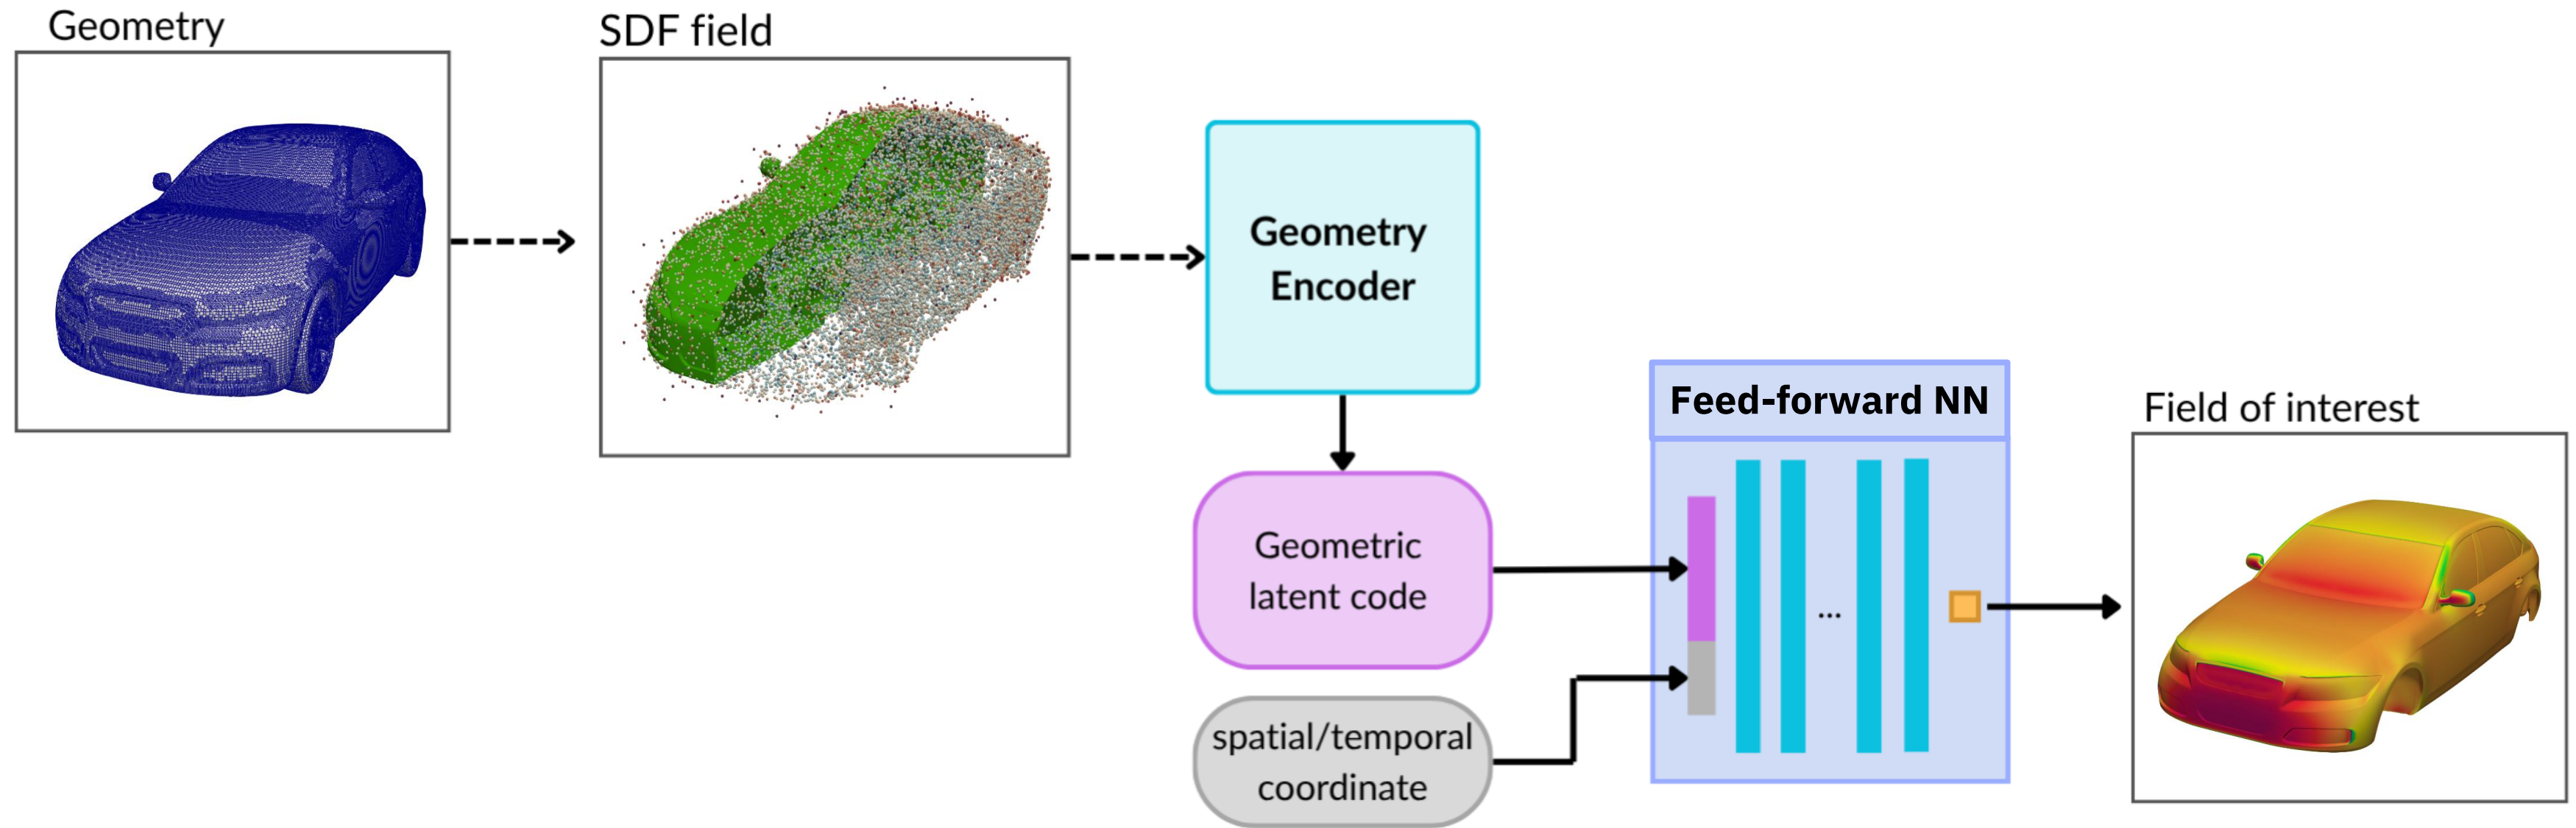 Geometry
SDF field
Geometry
Encoder
Geometric
latent code
spatial/temporal
coordinate
Feed-forward NN
...
Field of interest